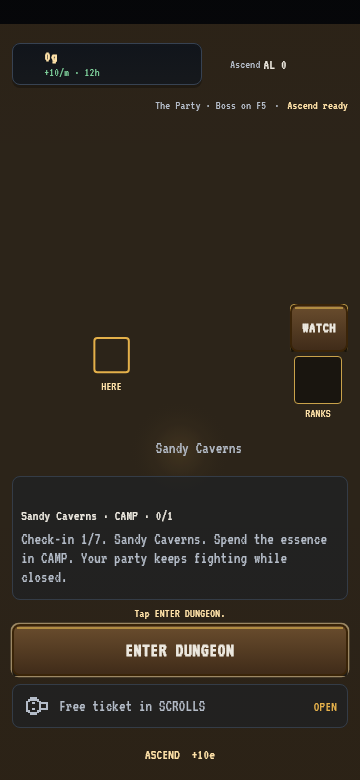 0g
+10/m · 12h
Ascend AL 0
The Party · Boss on F5 · Ascend ready
WATCH
HERE
RANKS
Sandy Caverns
Sandy Caverns · CAMP · 0/1
Check-in 1/7. Sandy Caverns. Spend the essence
in CAMP. Your party keeps fighting while
closed.
Tap ENTER DUNGEON.
ENTER DUNGEON
Free ticket in SCROLLS
OPEN
ASCEND +10e